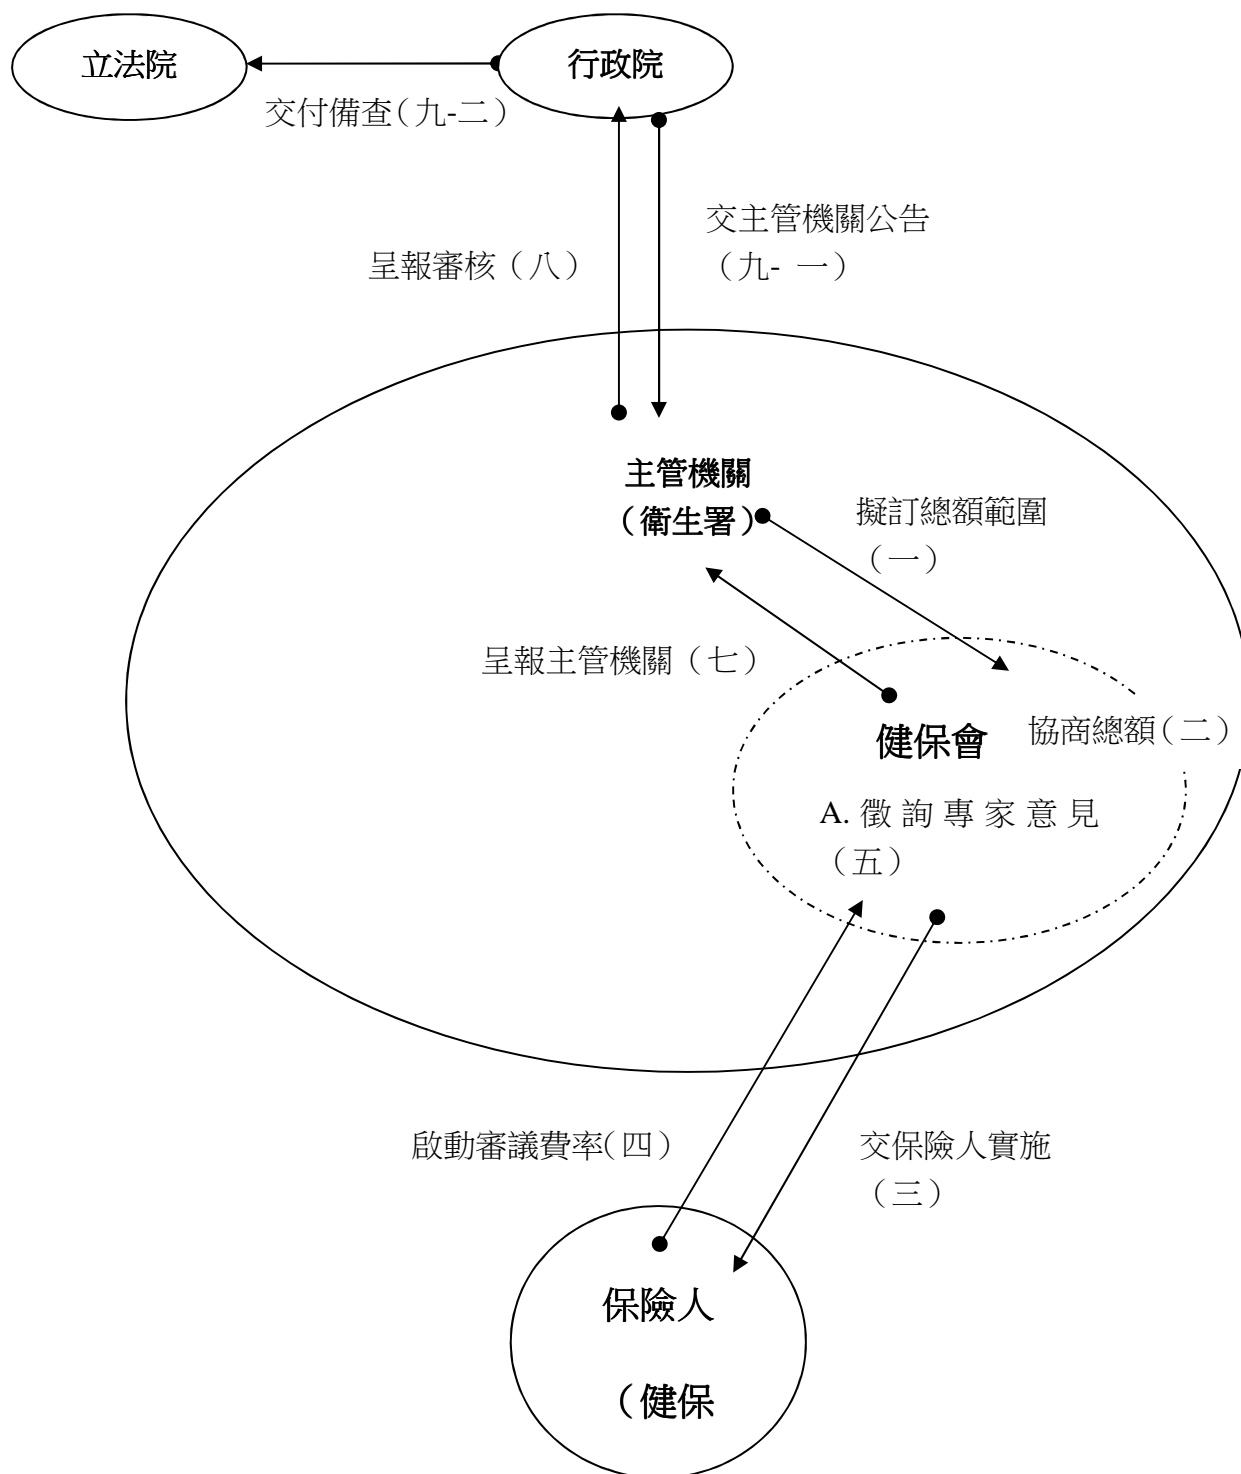 立法院
行政院
交付備查（九-二）
交主管機關公告
（九- 一）
呈報審核（八）
主管機關
（衛生署）
擬訂總額範圍
（一）
呈報主管機關（七）
健保會
協商總額（二）
A. 徵 詢 專 家 意 見
（五）
啟動審議費率(四）
交保險人實施
（三）
保險人
（健保